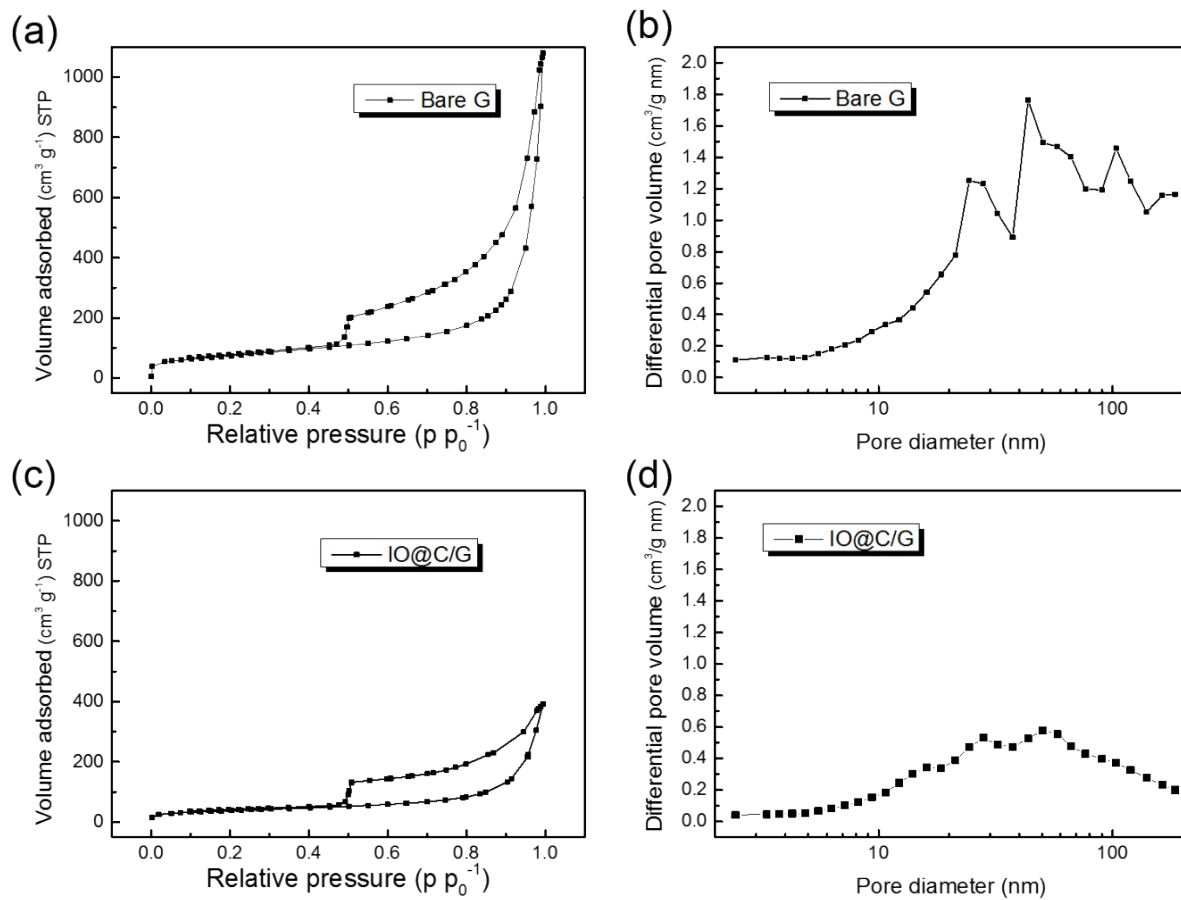 (a)
Bare G
Volume adsorbed (cm³ g⁻¹) STP
1000
800
600
400
200
0
0.0 0.2 0.4 0.6 0.8 1.0
Relative pressure (p p₀⁻¹)
(b)
Bare G
Differential pore volume (cm³/g nm)
2.0
1.8
1.6
1.4
1.2
1.0
0.8
0.6
0.4
0.2
0.0
10 100
Pore diameter (nm)
(c)
IO@C/G
Volume adsorbed (cm³ g⁻¹) STP
1000
800
600
400
200
0
0.0 0.2 0.4 0.6 0.8 1.0
Relative pressure (p p₀⁻¹)
(d)
IO@C/G
Differential pore volume (cm³/g nm)
2.0
1.8
1.6
1.4
1.2
1.0
0.8
0.6
0.4
0.2
0.0
10 100
Pore diameter (nm)